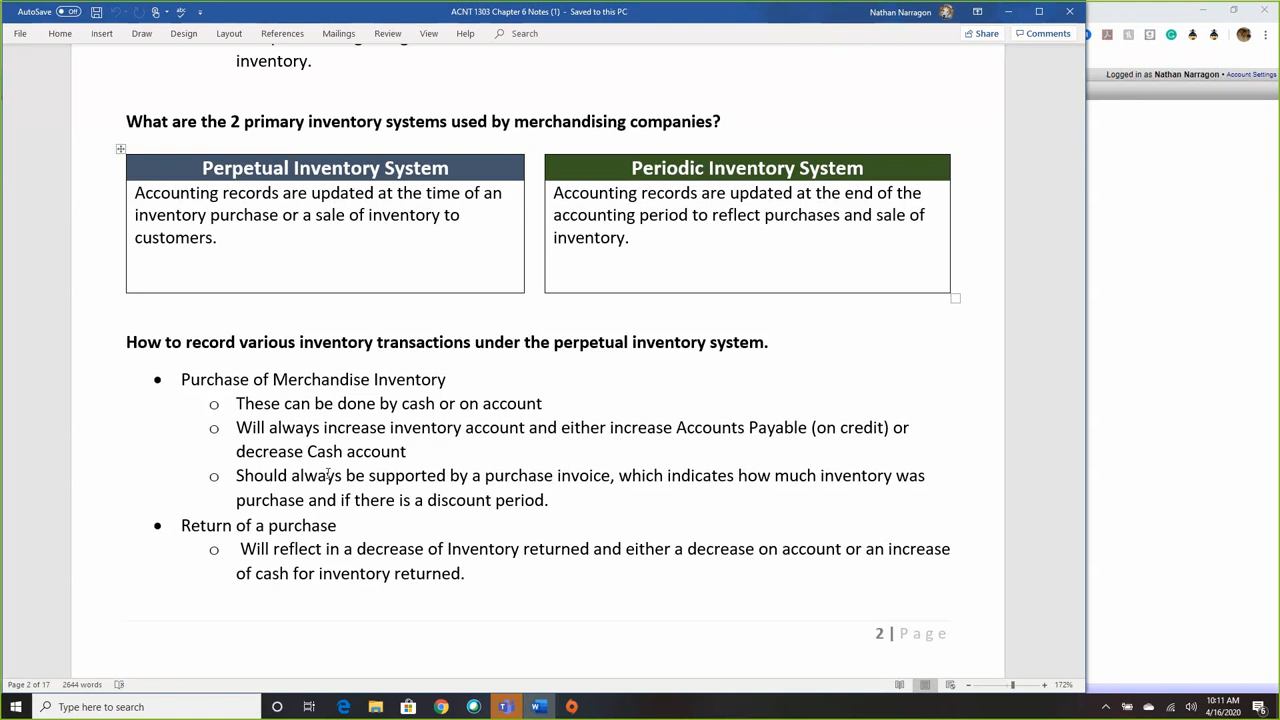 AutoSave Off
ACNT 1303 Chapter 6 Notes (1) - Saved to this PC
Nathan Narragon
File Home Insert Draw Design Layout References Mailings Review View Help Search
Share Comments
Logged in as Nathan Narragon • Account Settings
inventory.
What are the 2 primary inventory systems used by merchandising companies?
Perpetual Inventory System
Accounting records are updated at the time of an
inventory purchase or a sale of inventory to
customers.
Periodic Inventory System
Accounting records are updated at the end of the
accounting period to reflect purchases and sale of
inventory.
How to record various inventory transactions under the perpetual inventory system.
• Purchase of Merchandise Inventory
o These can be done by cash or on account
o Will always increase inventory account and either increase Accounts Payable (on credit) or
decrease Cash account
o Should always be supported by a purchase invoice, which indicates how much inventory was
purchase and if there is a discount period.
• Return of a purchase
o Will reflect in a decrease of Inventory returned and either a decrease on account or an increase
of cash for inventory returned.
2 | Page
Page 2 of 17 2644 words
172%
Type here to search
10:11 AM
4/16/2020
6